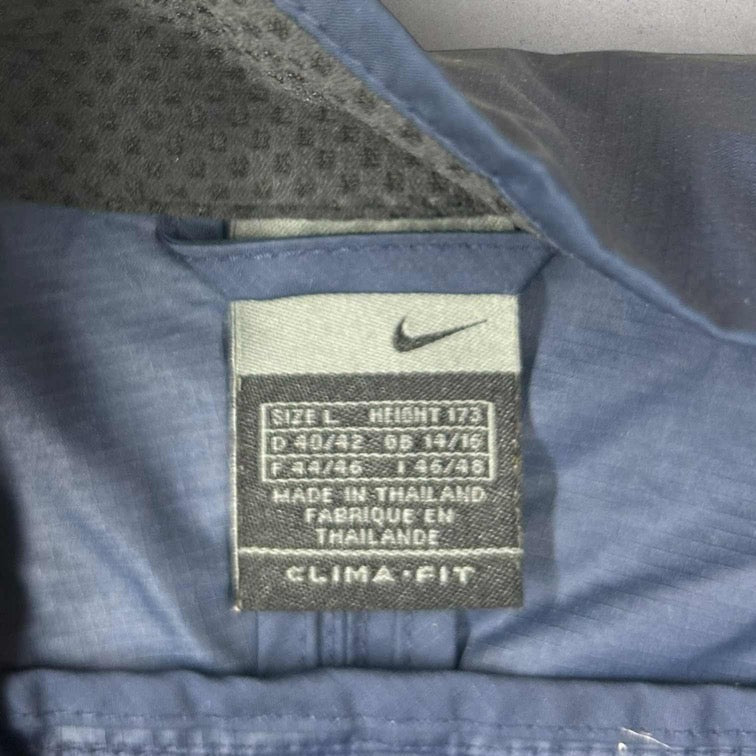 SIZE L HEIGHT 173
D 40/42 GB 14/16
F 44/46 I 46/48
MADE IN THAILAND
FABRIQUE EN
THAILANDE
CLIMA·FIT